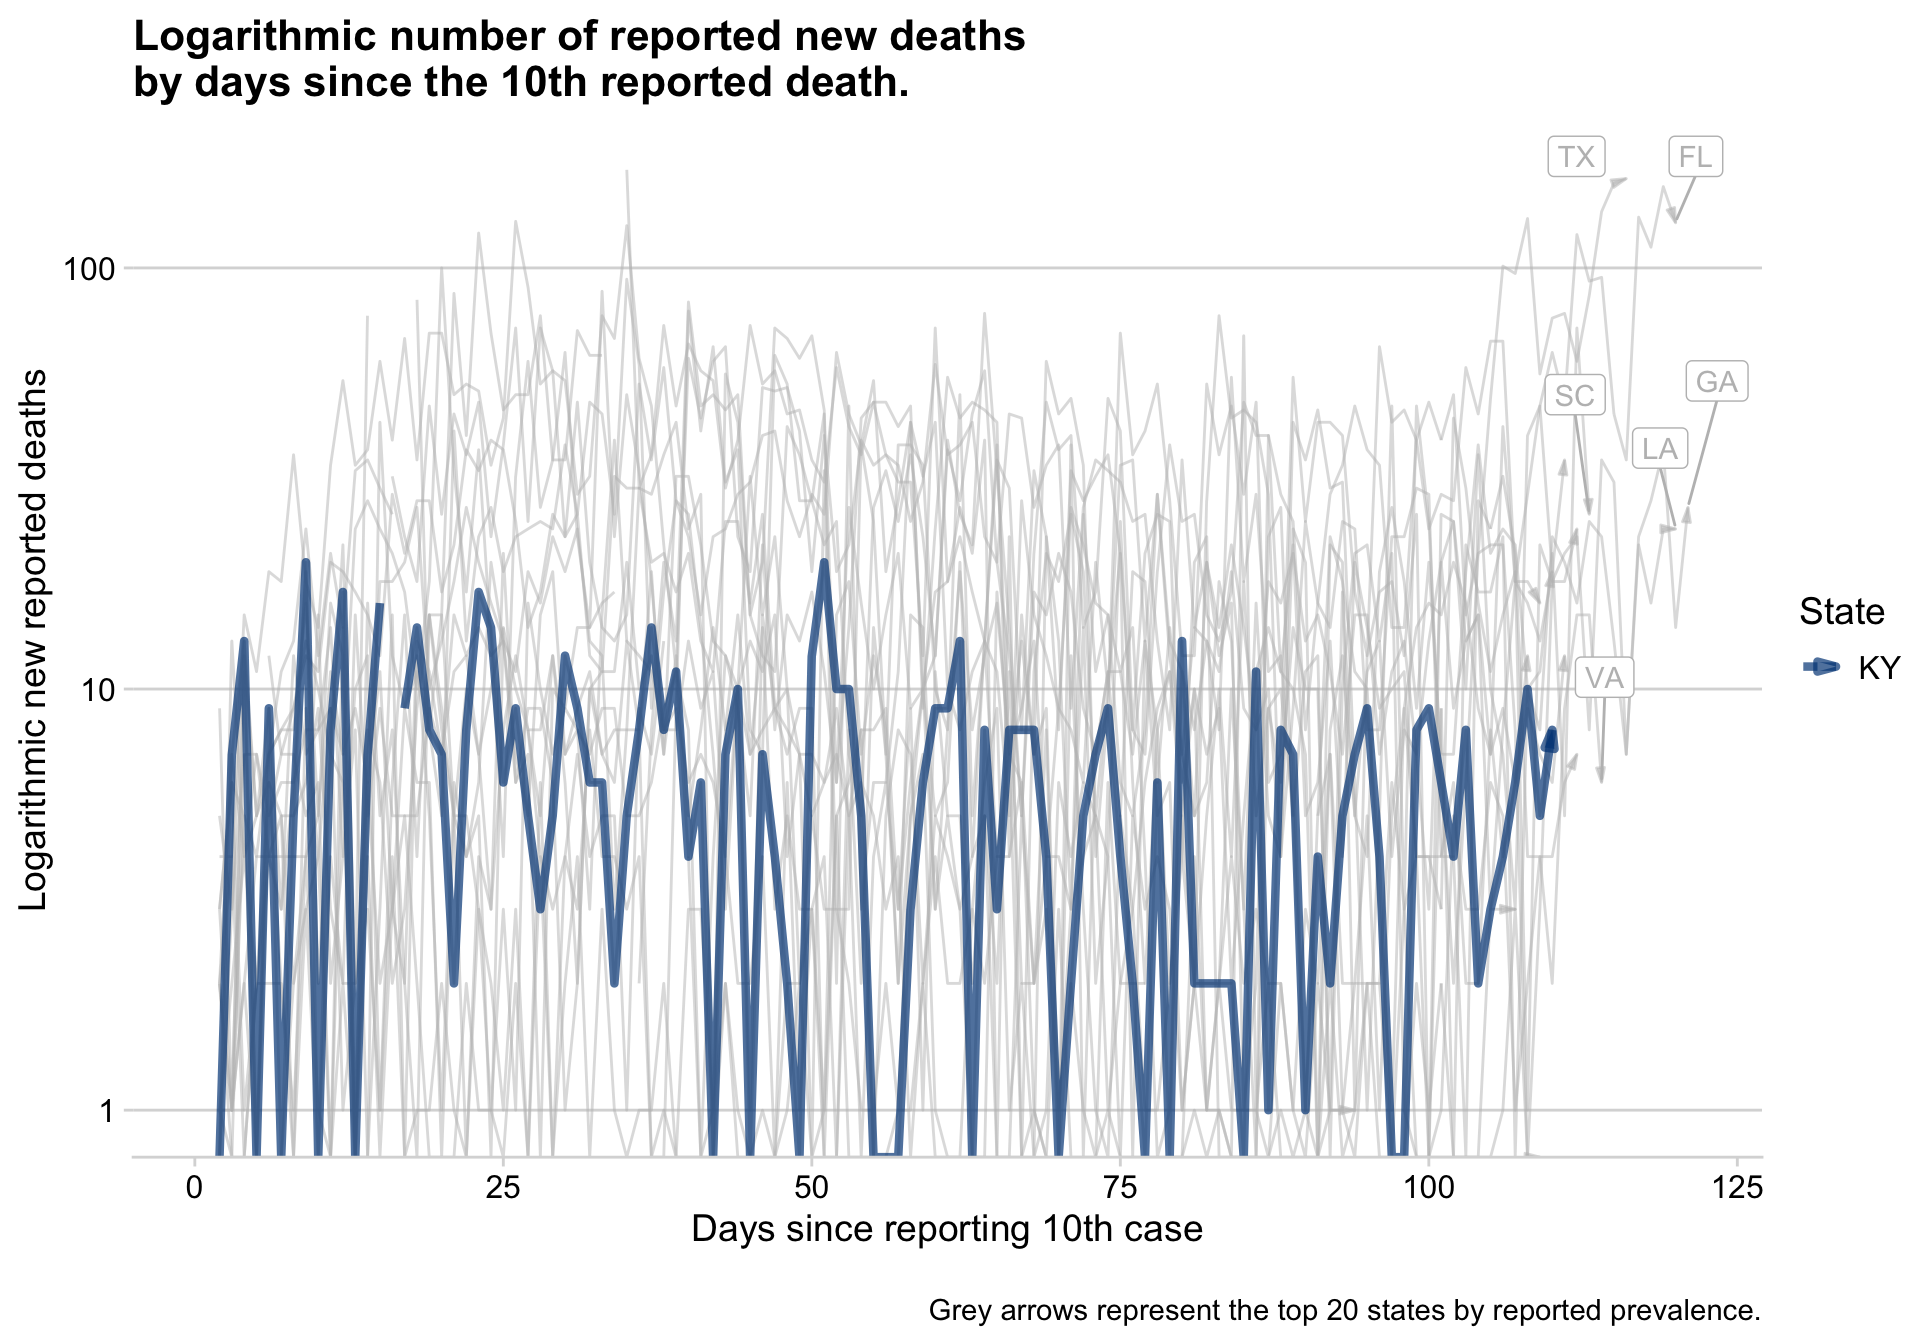 Logarithmic number of reported new deaths
by days since the 10th reported death.
TX
FL
100
GA
SC
LA
Logarithmic new reported deaths
State
KY
VA
10
1
0 25 50 75 100 125
Days since reporting 10th case
Grey arrows represent the top 20 states by reported prevalence.